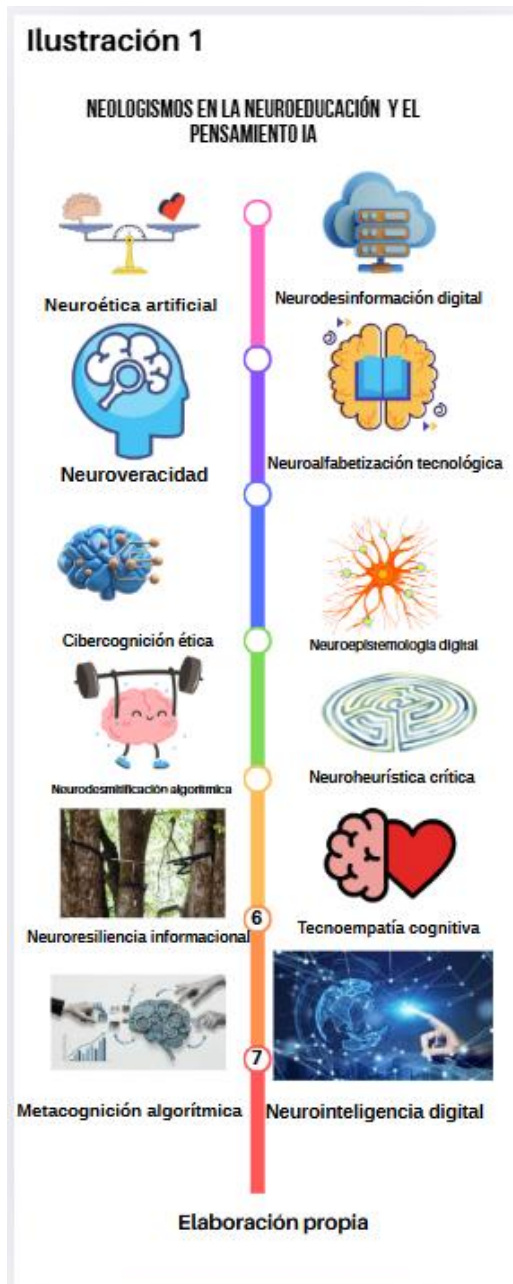 Ilustración 1
NEOLOGISMOS EN LA NEUROEDUCACIÓN Y EL
PENSAMIENTO IA
Neuroética artificial
Neurodesinformación digital
Neuroveracidad
Neuroalfabetización tecnológica
Cibercognición ética
Neuroepistemología digital
Neurodesmitificación algorítmica
Neuroheurística crítica
Neuroresiliencia informacional
6
Tecnoempatía cognitiva
7
Metacognición algorítmica
Neurointeligencia digital
Elaboración propia